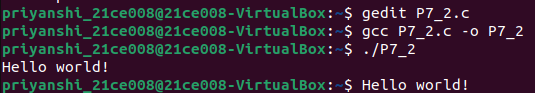 priyanshi_21ce008@21ce008-VirtualBox:~$ gedit P7_2.c
priyanshi_21ce008@21ce008-VirtualBox:~$ gcc P7_2.c -o P7_2
priyanshi_21ce008@21ce008-VirtualBox:~$ ./P7_2
Hello world!
priyanshi_21ce008@21ce008-VirtualBox:~$ Hello world!